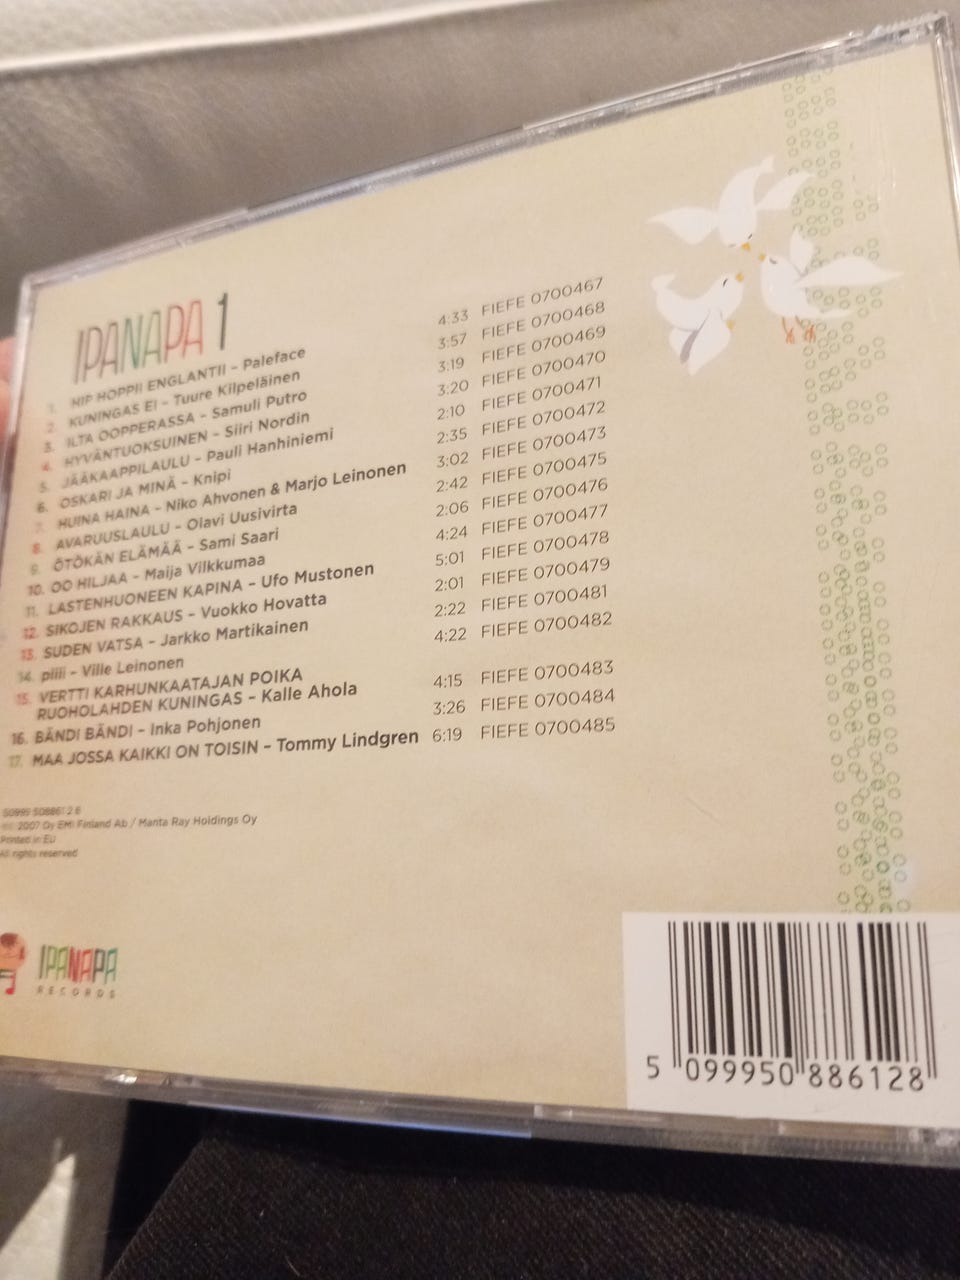 IPANAPA 1
1. HIP HOPPII ENGLANTII – Paleface 4:33 FIEFE 0700467
2. KUNINGAS EI – Tuure Kilpeläinen 3:57 FIEFE 0700468
3. ILTA OOPPERASSA – Samuli Putro 3:19 FIEFE 0700469
4. HYVÄNTUOKSUINEN – Siiri Nordin 3:20 FIEFE 0700470
5. JÄÄKAAPPILAULU – Pauli Hanhiniemi 2:10 FIEFE 0700471
6. OSKARI JA MINÄ – Knipi 2:35 FIEFE 0700472
7. HUINA HAINA – Niko Ahvonen & Marjo Leinonen 3:02 FIEFE 0700473
8. AVARUUSLAULU – Olavi Uusivirta 2:42 FIEFE 0700475
9. ÖTÖKÄN ELÄMÄÄ – Sami Saari 2:06 FIEFE 0700476
10. OO HILJAA – Maija Vilkkumaa 4:24 FIEFE 0700477
11. LASTENHUONEEN KAPINA – Ufo Mustonen 5:01 FIEFE 0700478
12. SIKOJEN RAKKAUS – Vuokko Hovatta 2:01 FIEFE 0700479
13. SUDEN VATSA – Jarkko Martikainen 2:22 FIEFE 0700481
14. piili – Ville Leinonen 4:22 FIEFE 0700482
15. VERTTI KARHUNKAATAJAN POIKA
RUOHOLAHDEN KUNINGAS – Kalle Ahola 4:15 FIEFE 0700483
16. BÄNDI BÄNDI – Inka Pohjonen 3:26 FIEFE 0700484
17. MAA JOSSA KAIKKI ON TOISIN – Tommy Lindgren 6:19 FIEFE 0700485
50999 508861 2 8
2007 Oy EMI Finland Ab / Manta Ray Holdings Oy
Printed in EU
All rights reserved
IPANAPA
RECORDS
5 099950 886128